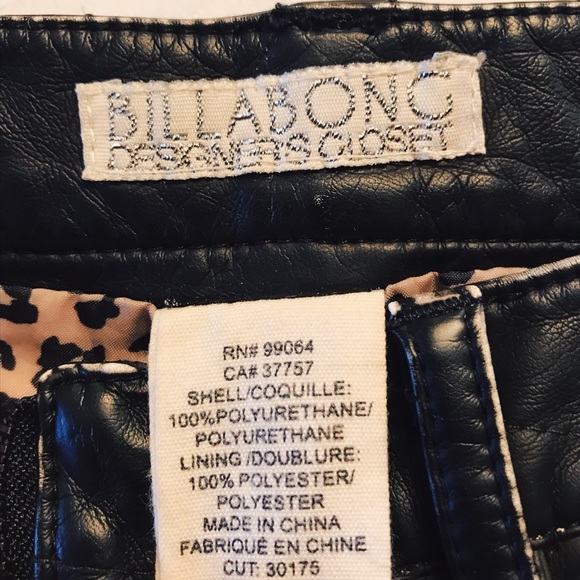 BILLABONG
DESIGNERS CLOSET
RN# 99064
CA# 37757
SHELL/COQUILLE:
100%POLYURETHANE/
POLYURETHANE
LINING /DOUBLURE:
100% POLYESTER/
POLYESTER
MADE IN CHINA
FABRIQUÉ EN CHINE
CUT: 30175